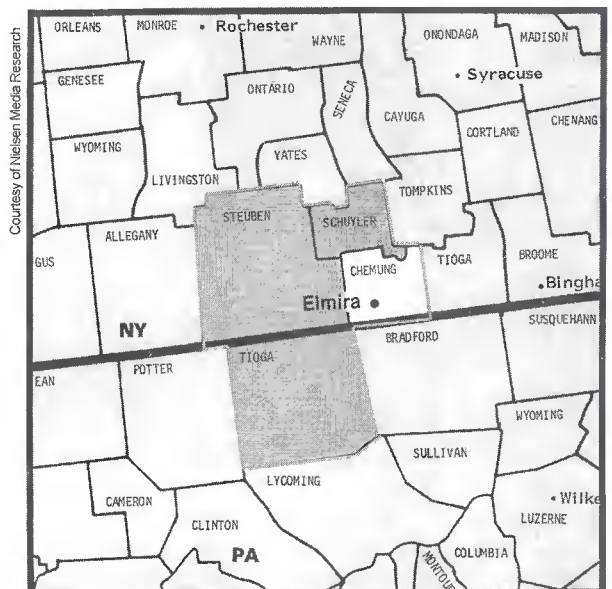 Courtesy of Nielsen Media Research
ORLEANS
MONROE
Rochester
WAYNE
ONONDAGA
MADISON
Syracuse
GENESEE
ONTARIO
SENECA
CAYUGA
CORTLAND
CHENANG
WYOMING
LIVINGSTON
YATES
TOMPKINS
STEUBEN
SCHUYLER
GUS
ALLEGANY
CHEMUNG
TIOGA
BROOME
Elmira
Bingha
NY
SUSQUEHANN
BRADFORD
TIOGA
EAN
POTTER
WYOMING
SULLIVAN
LYCOMING
CAMERON
CLINTON
Wilke
LUZERNE
PA
COLUMBIA
MONTOU